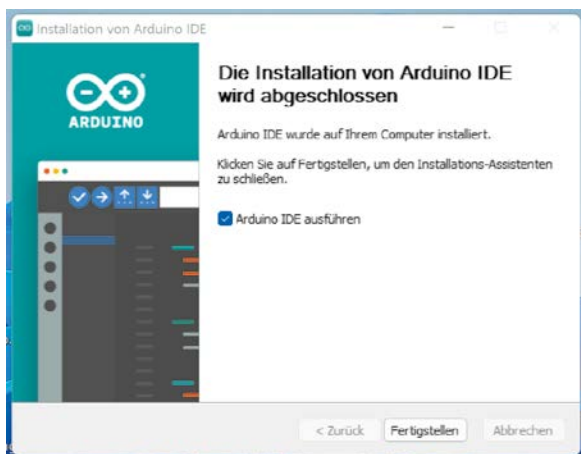 Installation von Arduino IDE
ARDUINO
Die Installation von Arduino IDE
wird abgeschlossen
Arduino IDE wurde auf Ihrem Computer installiert.
Klicken Sie auf Fertigstellen, um den Installations-Assistenten
zu schließen.
Arduino IDE ausführen
< Zurück
Fertigstellen
Abbrechen